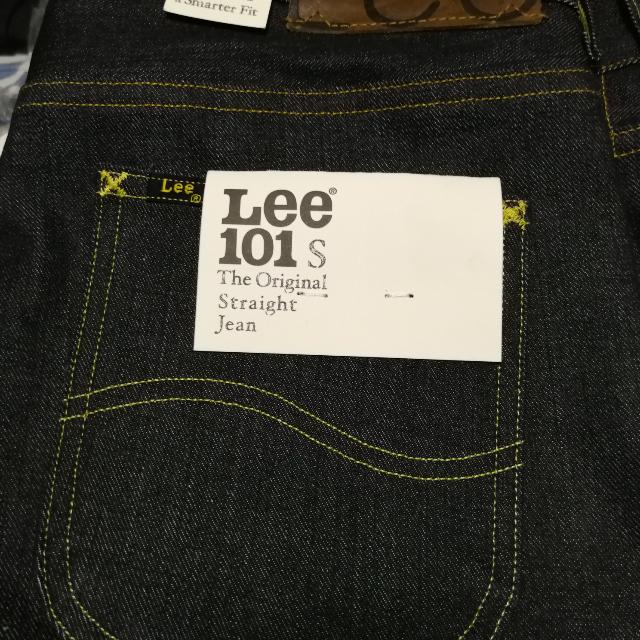 a Smarter Fit
Lee
®
Lee®
101 S
The Original
Straight
Jean